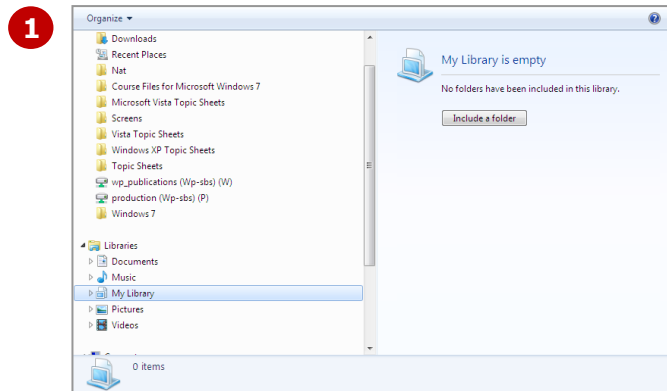 1
Organize
Downloads
Recent Places
Nat
Course Files for Microsoft Windows 7
Microsoft Vista Topic Sheets
Screens
Vista Topic Sheets
Windows XP Topic Sheets
Topic Sheets
wp_publications (Wp-sbs) (W)
production (Wp-sbs) (P)
Windows 7
Libraries
Documents
Music
My Library
Pictures
Videos
My Library is empty
No folders have been included in this library.
Include a folder
0 items